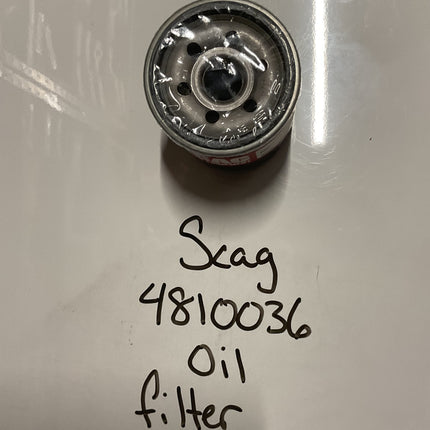 Scag
4810036
Oil
filter